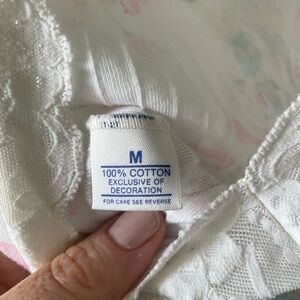 M
100% COTTON
EXCLUSIVE OF
DECORATION
FOR CARE SEE REVERSE